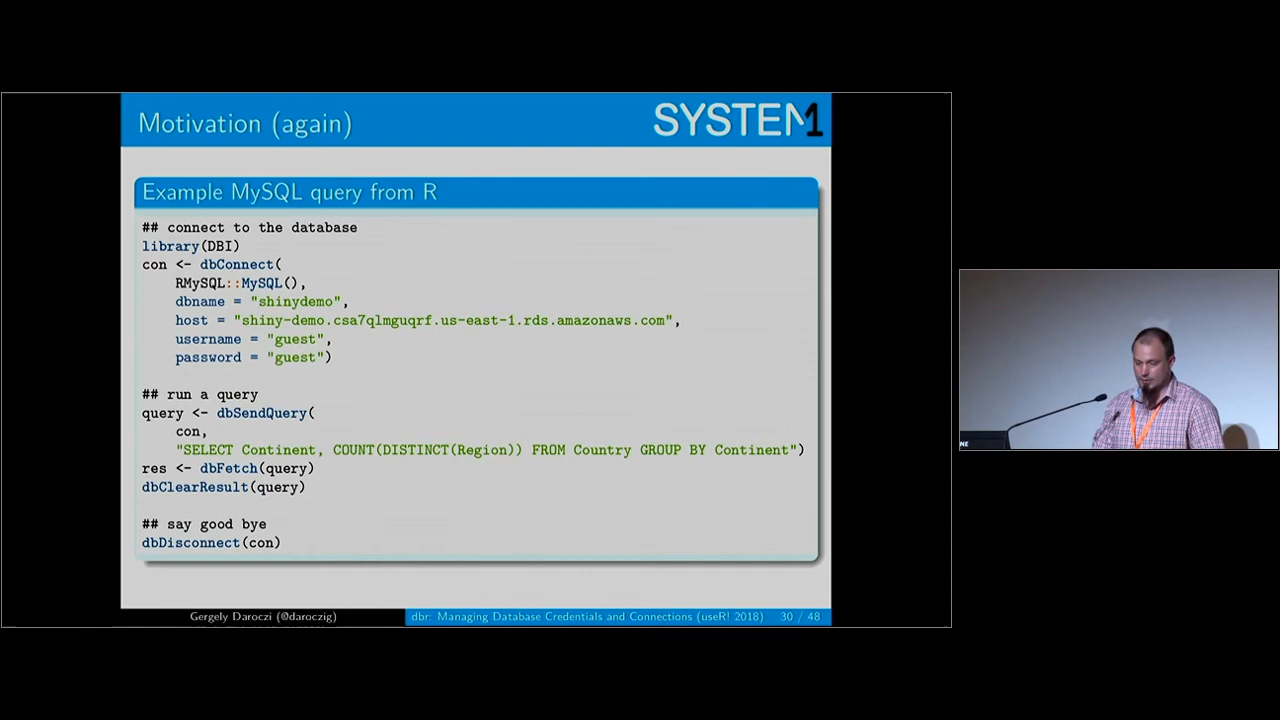 Motivation (again)
SYSTEM1
Example MySQL query from R
## connect to the database
library(DBI)
con <- dbConnect(
RMySQL::MySQL(),
dbname = "shinydemo",
host = "shiny-demo.csa7qlmguqrf.us-east-1.rds.amazonaws.com",
username = "guest",
password = "guest")
## run a query
query <- dbSendQuery(
con,
"SELECT Continent, COUNT(DISTINCT(Region)) FROM Country GROUP BY Continent")
res <- dbFetch(query)
dbClearResult(query)
## say good bye
dbDisconnect(con)
Gergely Daroczi (@daroczig)
dbr: Managing Database Credentials and Connections (useR! 2018)
30 / 48